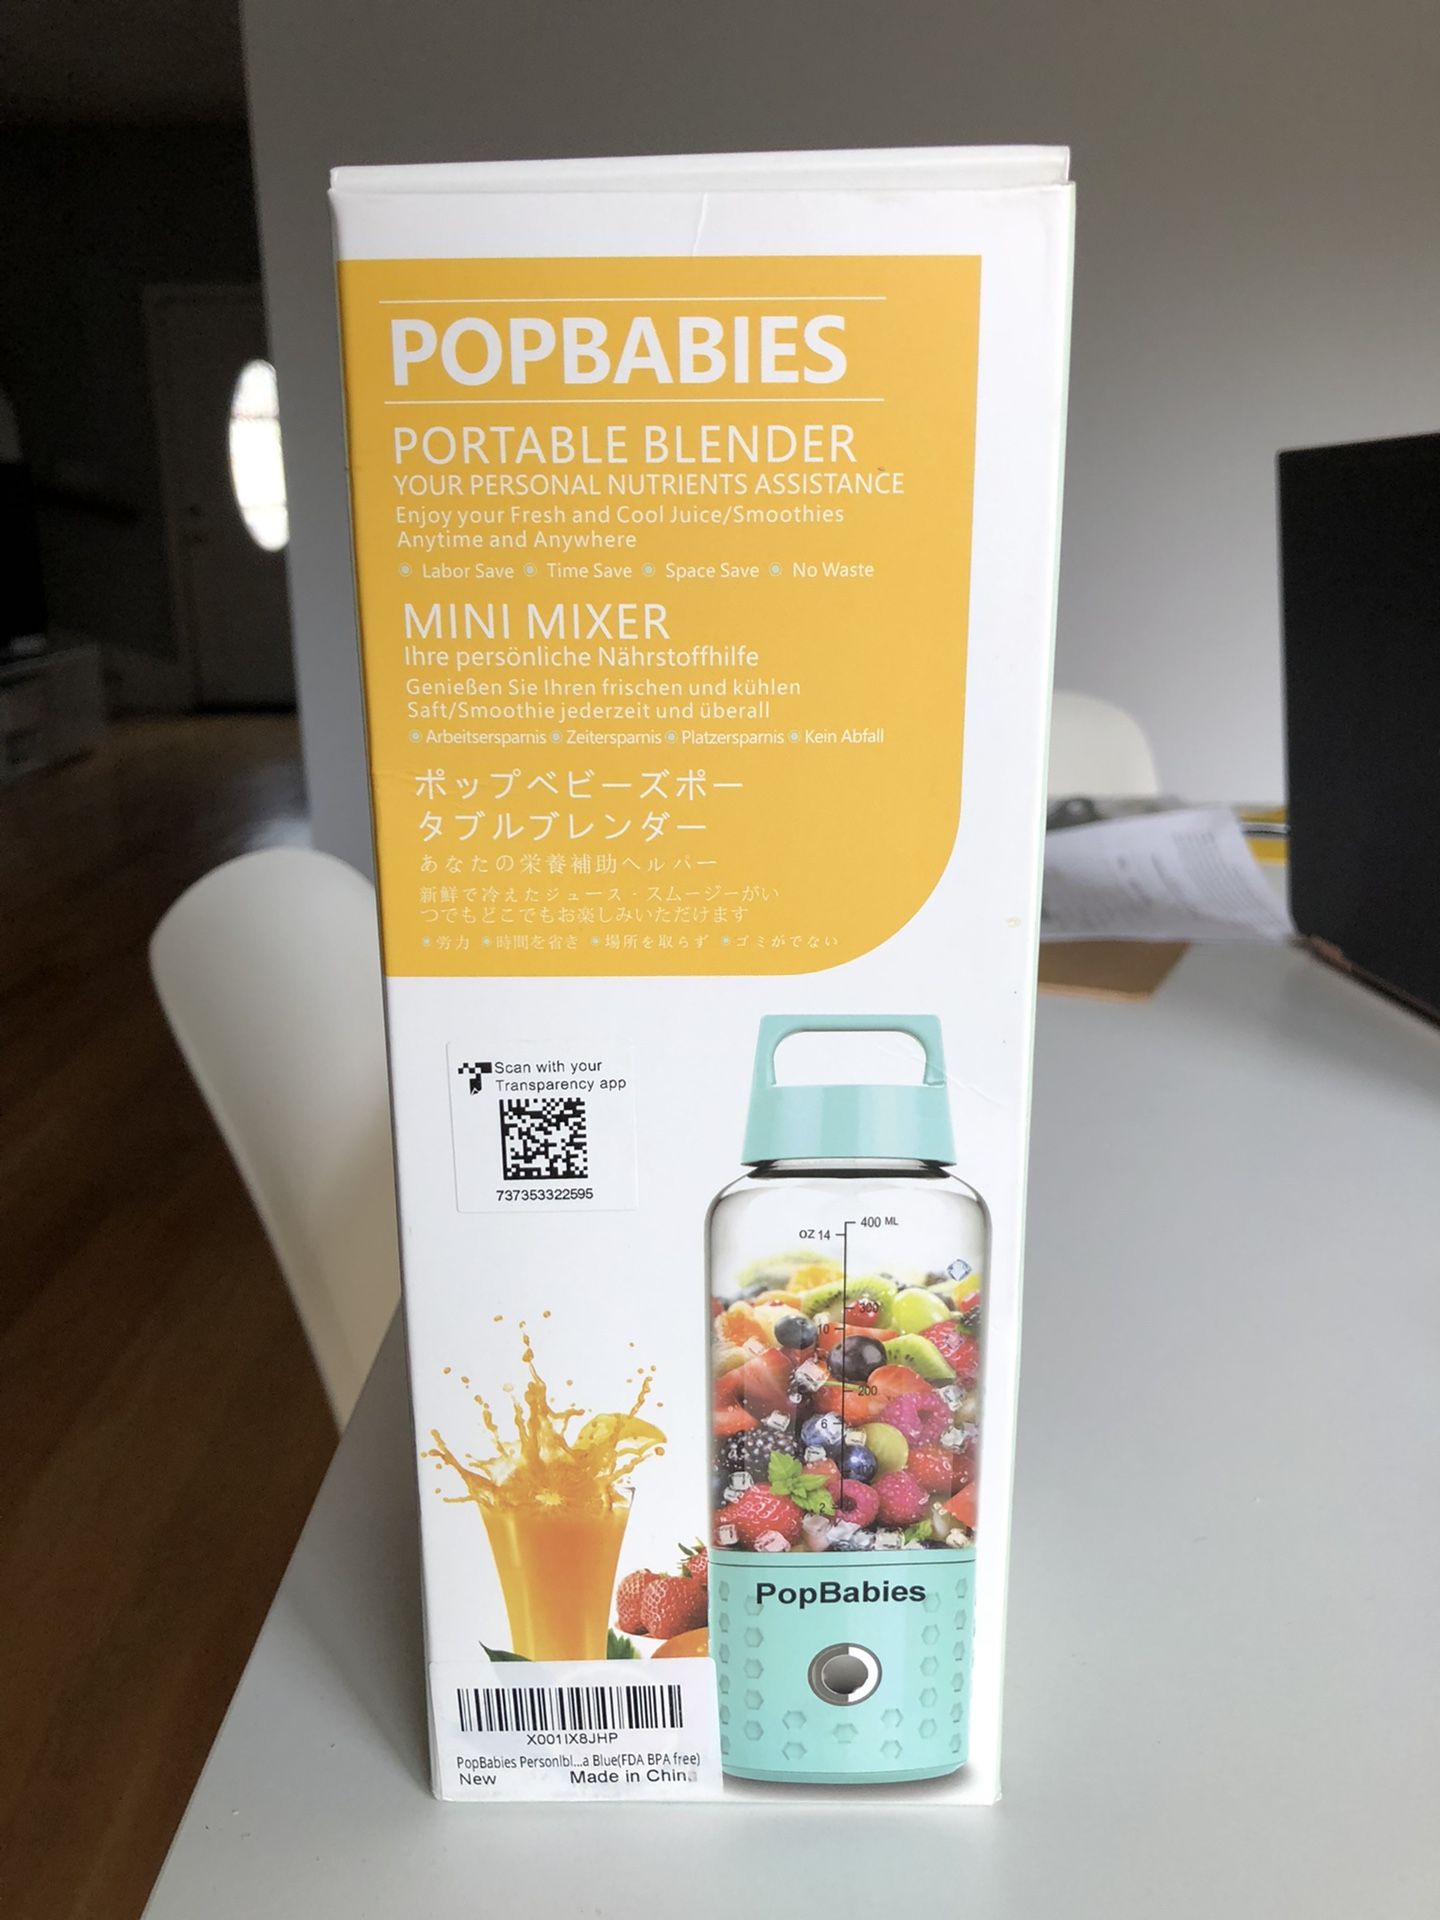 POPBABIES
PORTABLE BLENDER
YOUR PERSONAL NUTRIENTS ASSISTANCE
Enjoy your Fresh and Cool Juice/Smoothies
Anytime and Anywhere
Labor Save Time Save Space Save No Waste
MINI MIXER
Ihre persönliche Nährstoffhilfe
Genießen Sie Ihren frischen und kühlen
Saft/Smoothie jederzeit und überall
Arbeitsersparnis Zeitersparnis Platzersparnis Kein Abfall
ポップベビーズポー
タブルブレンダー
あなたの栄養補助ヘルパー
新鮮で冷えたジュース・スムージーがい
つでもどこでもお楽しみいただけます
労力 時間を省き 場所を取らず ゴミがでない
Scan with your
Transparency app
737353322595
400 ML
OZ 14
300
10
200
6
2
PopBabies
X001IX8JHP
PopBabies Personlbl...a Blue(FDA BPA free)
New Made in China